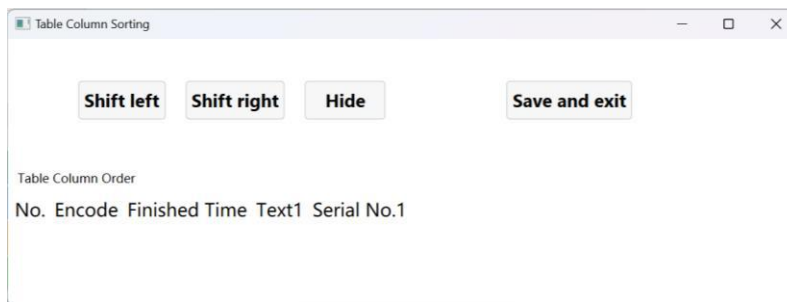 Table Column Sorting
Shift left Shift right Hide Save and exit
Table Column Order
No. Encode Finished Time Text1 Serial No.1